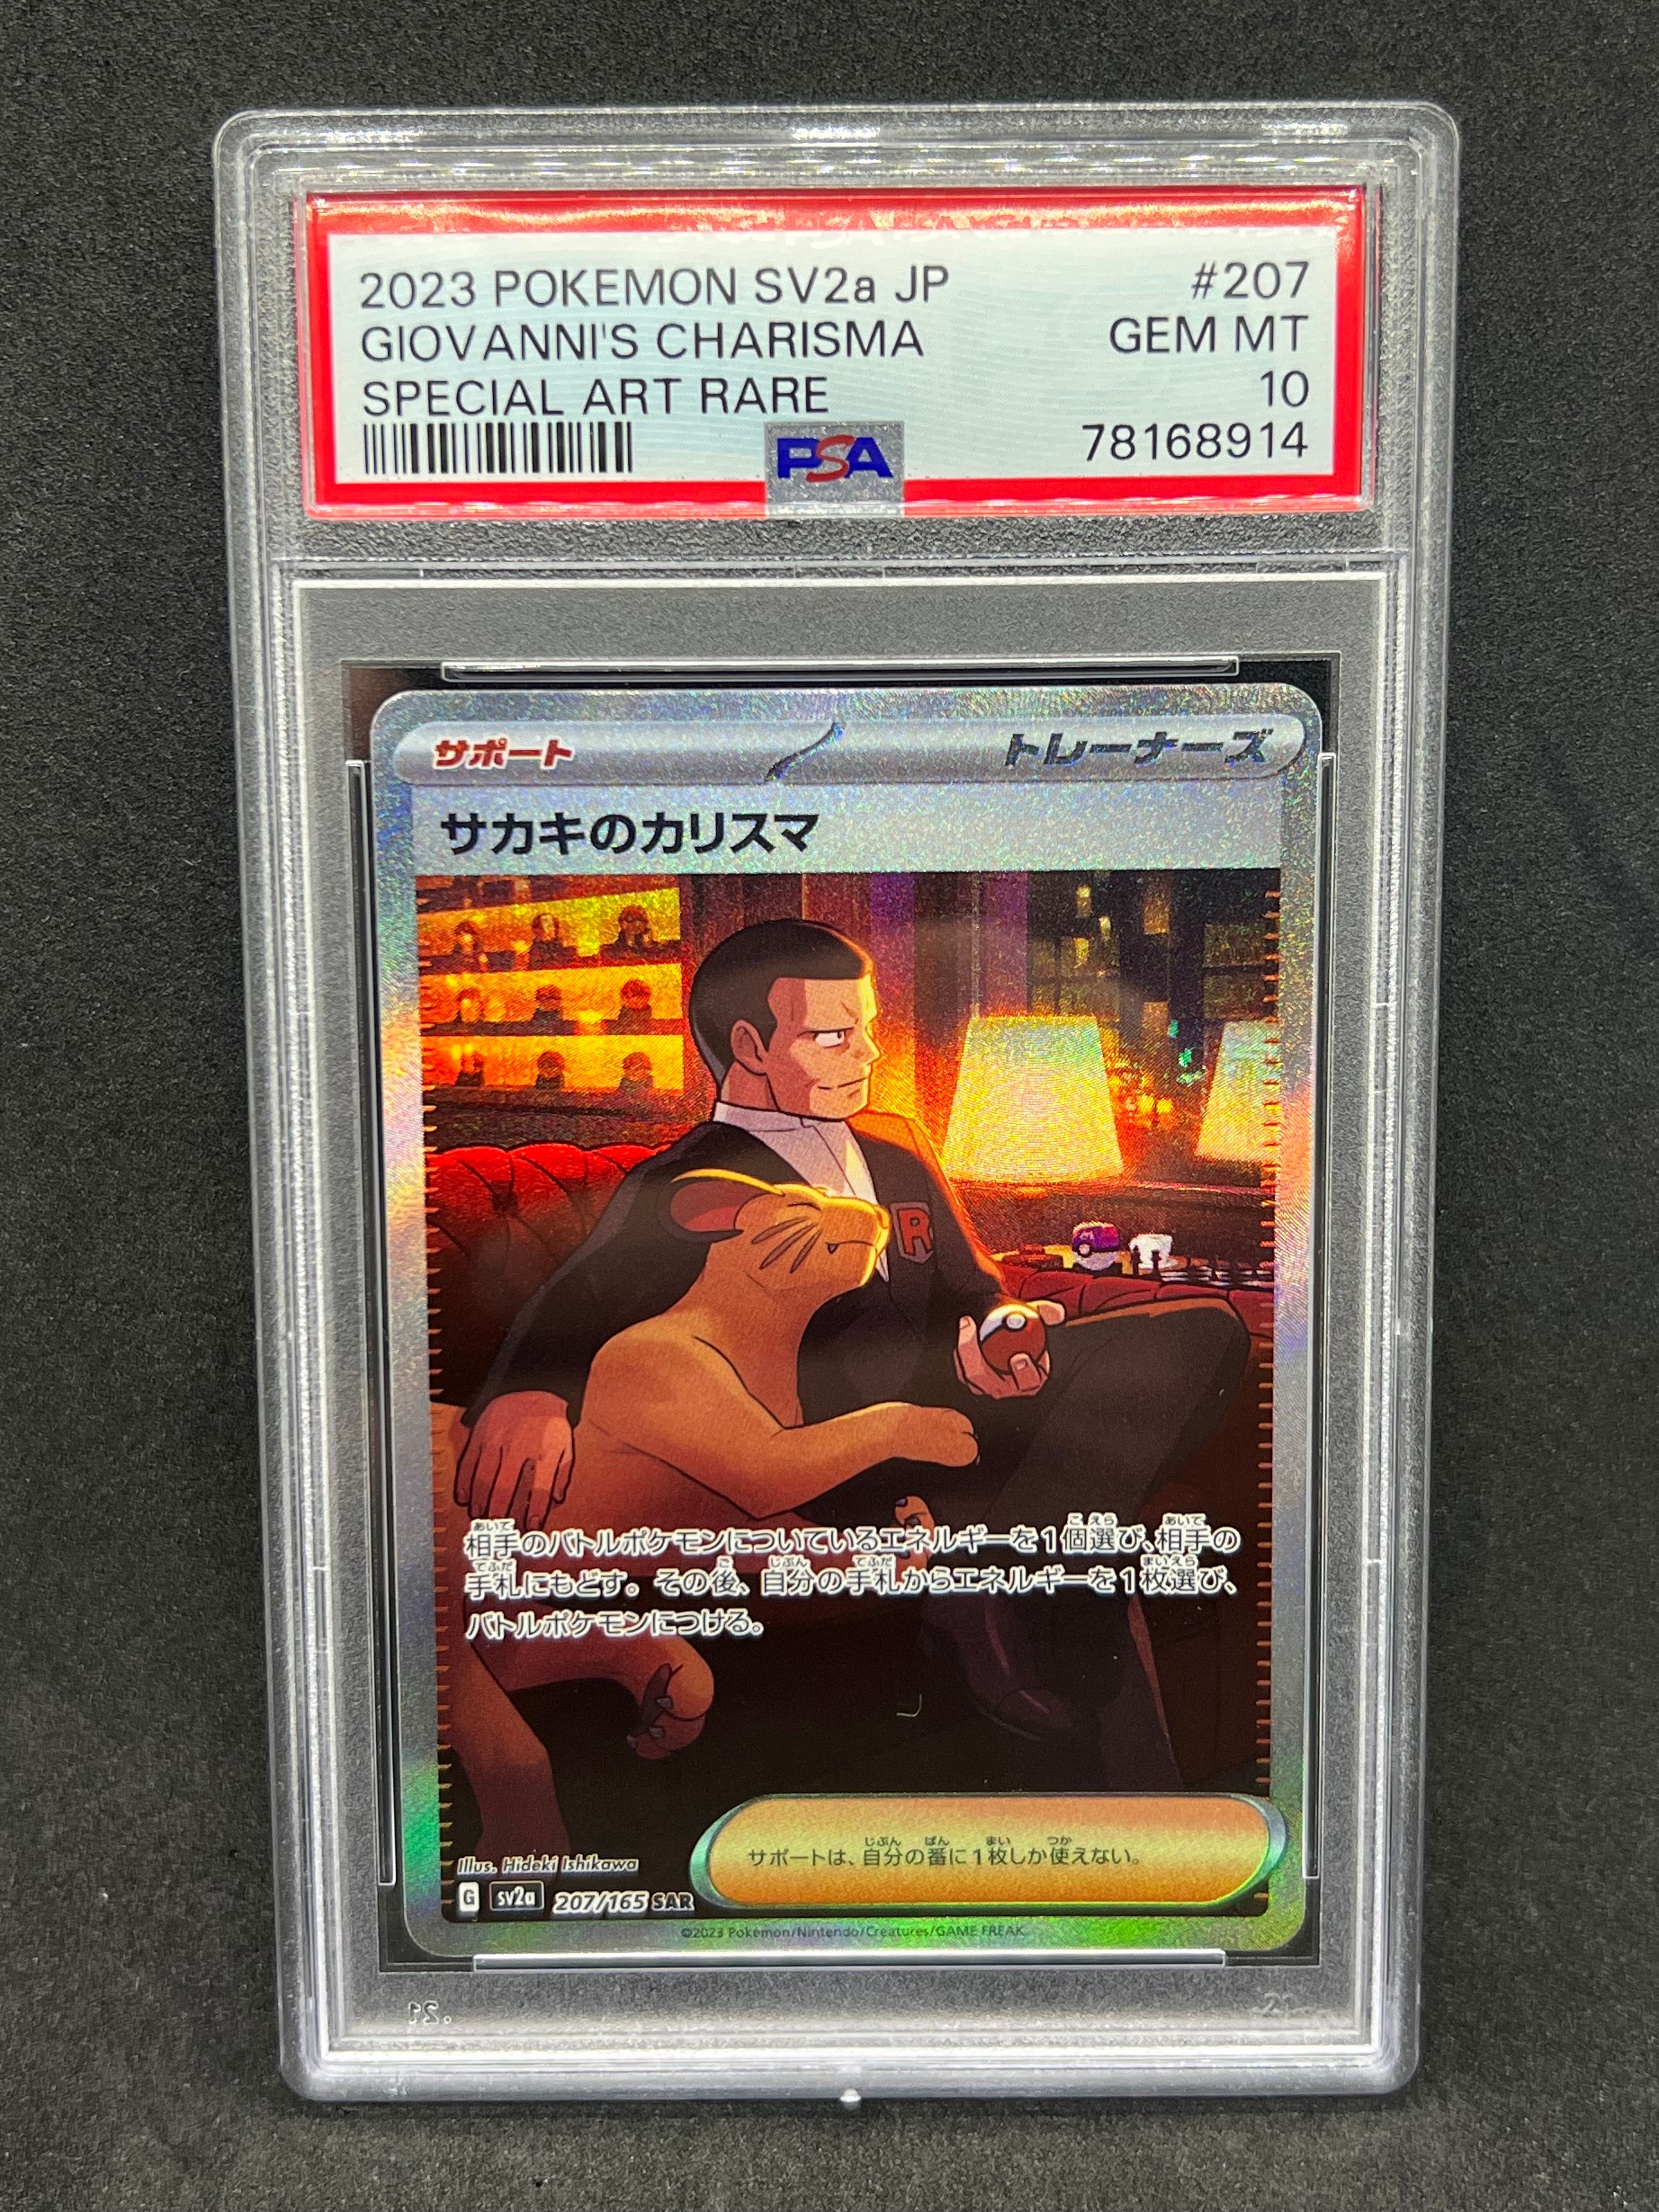 2023 POKEMON SV2a JP #207
GIOVANNI'S CHARISMA GEM MT
SPECIAL ART RARE 10
PSA 78168914
サポート トレーナーズ
サカキのカリスマ
R
相手のバトルポケモンについているエネルギーを1個選び、相手の
手札にもどす。その後、自分の手札からエネルギーを1枚選び、
バトルポケモンにつける。
サポートは、自分の番に1枚しか使えない。
Illus. Hideki Ishikawa
G sv2a 207/165 SAR
©2023 Pokémon/Nintendo/Creatures/GAME FREAK